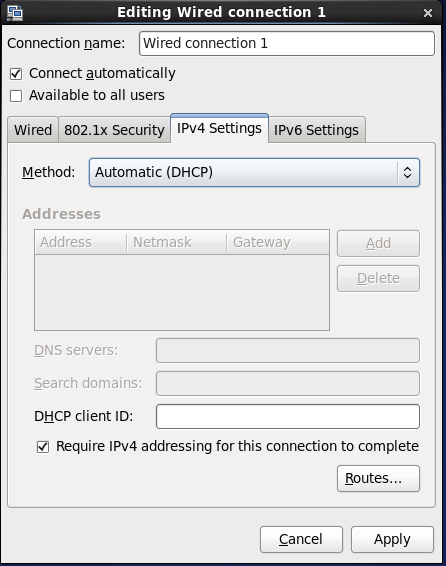 Editing Wired connection 1
Connection name: Wired connection 1
Connect automatically
Available to all users
Wired 802.1x Security IPv4 Settings IPv6 Settings
Method: Automatic (DHCP)
Addresses
Address Netmask Gateway Add
Delete
DNS servers:
Search domains:
DHCP client ID:
Require IPv4 addressing for this connection to complete
Routes...
Cancel Apply